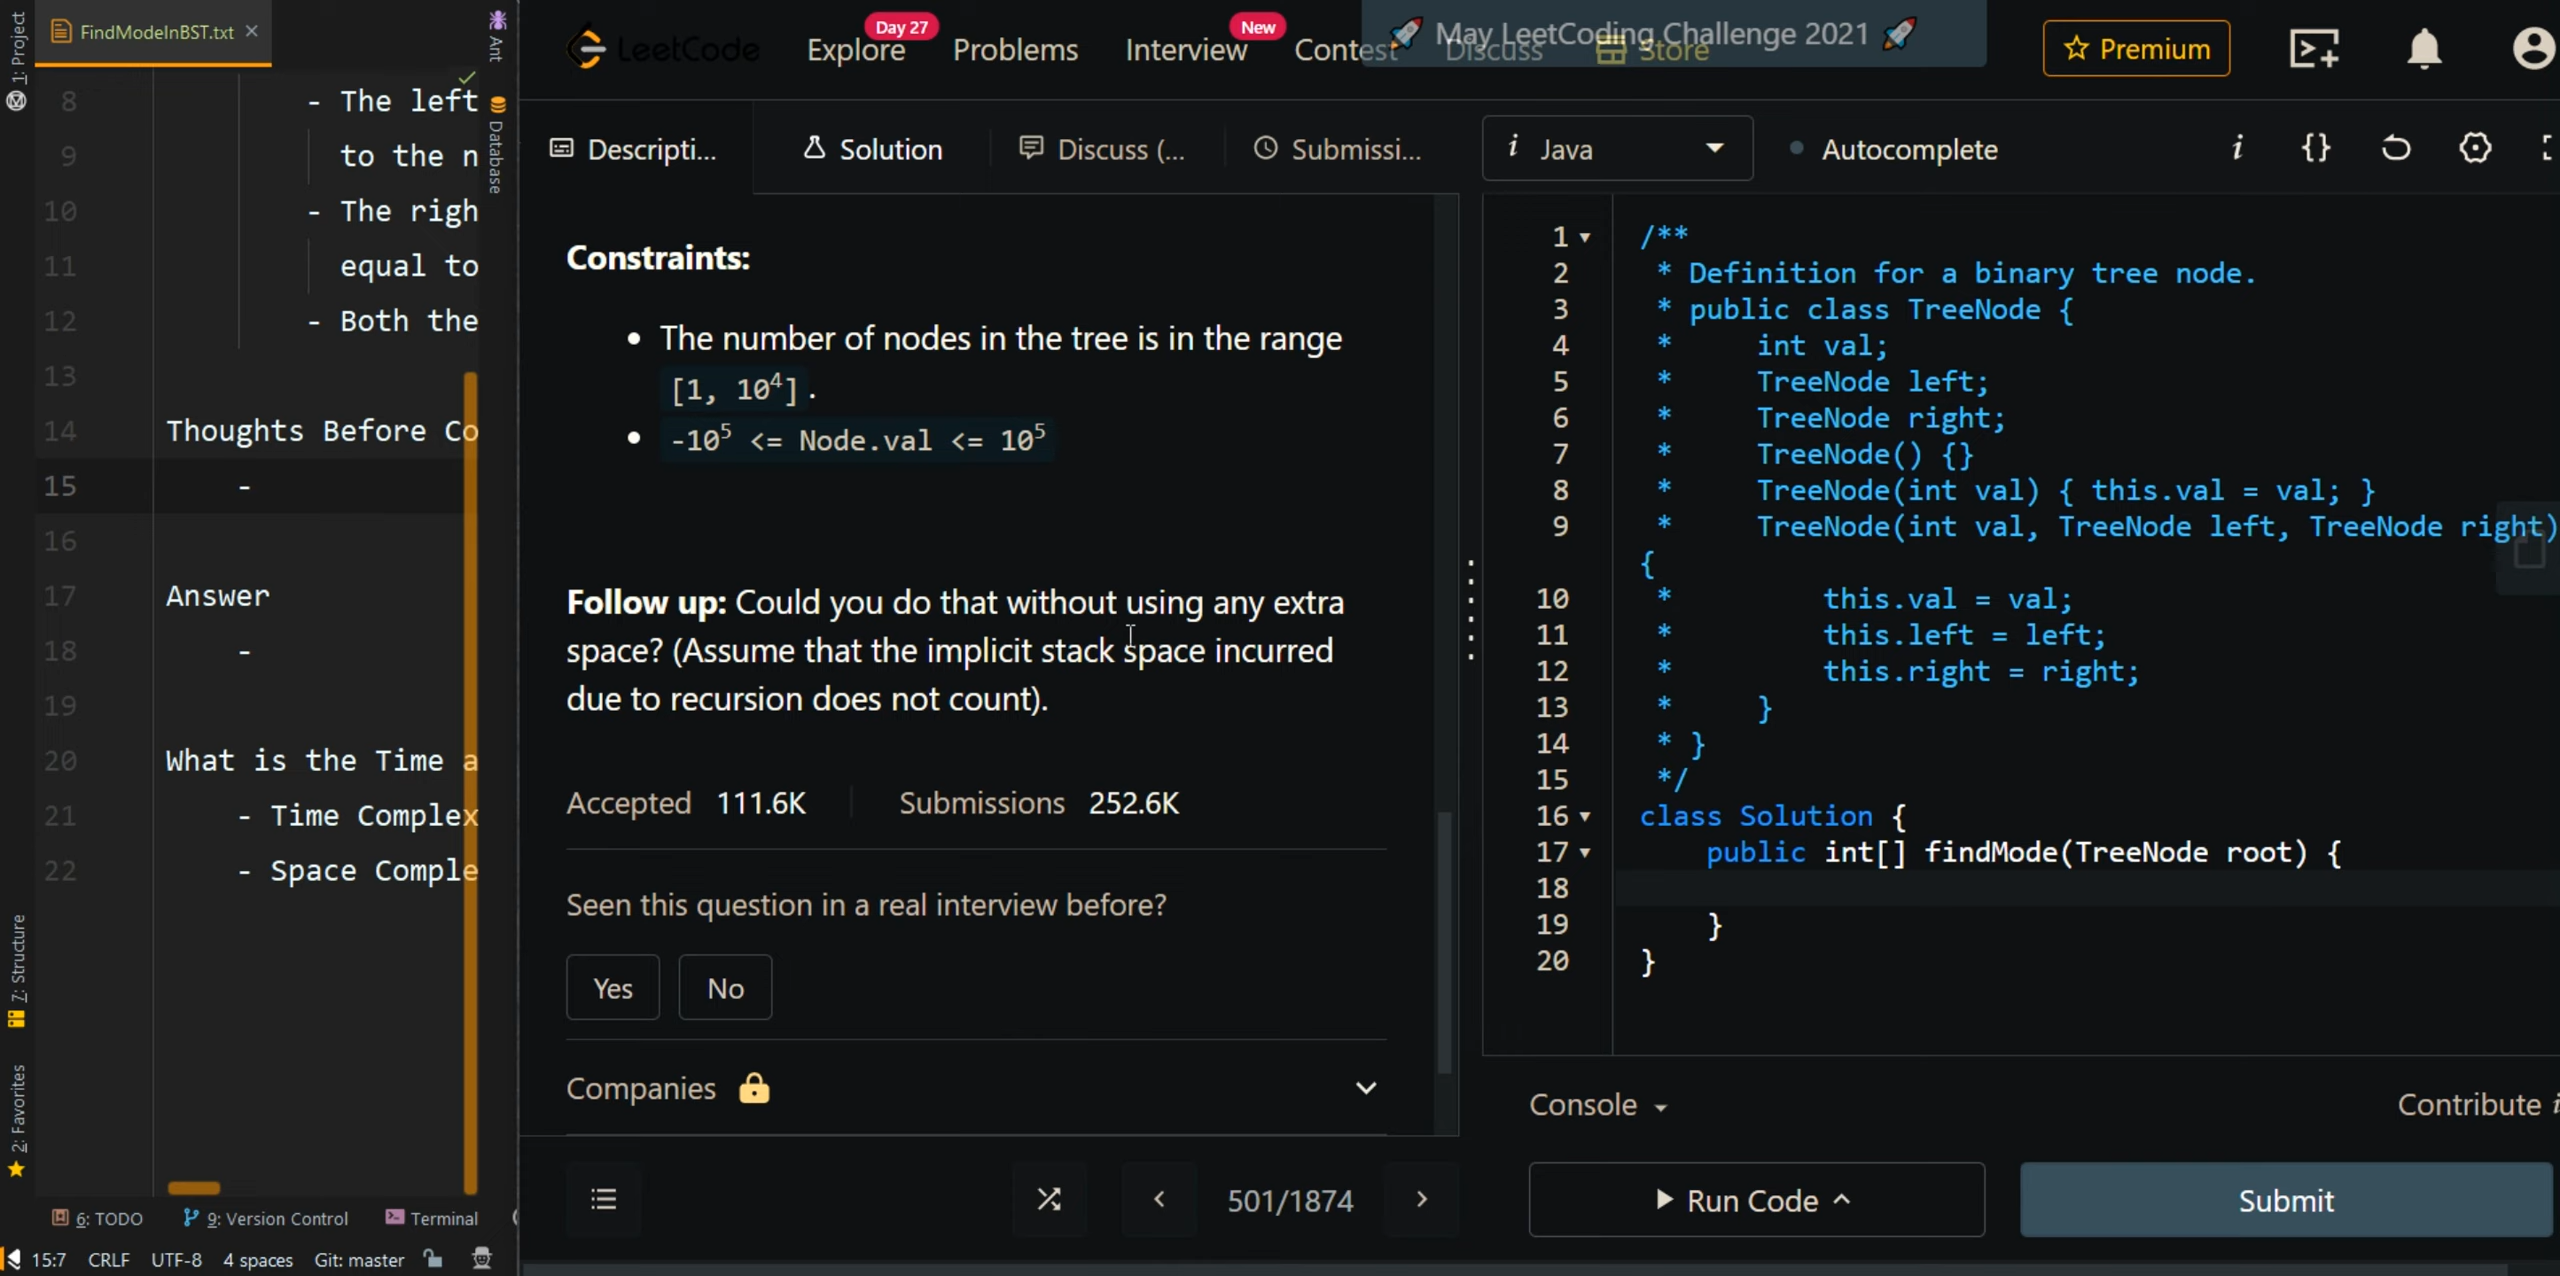 1: Project
FindModeInBST.txt
Ant
Database
8 - The left
9 to the n
10 - The righ
11 equal to
12 - Both the
13
14 Thoughts Before Co
15 -
16
17 Answer
18 -
19
20 What is the Time a
21 - Time Complex
22 - Space Comple
7: Structure
2: Favorites
6: TODO 9: Version Control Terminal
15:7 CRLF UTF-8 4 spaces Git: master
LeetCode Explore Day 27 Problems Interview New Contest Discuss Store
May LeetCoding Challenge 2021
Premium
Descripti... Solution Discuss (... Submissi...
Constraints:
• The number of nodes in the tree is in the range
[1, 10⁴].
• -10⁵ <= Node.val <= 10⁵
Follow up: Could you do that without using any extra
space? (Assume that the implicit stack space incurred
due to recursion does not count).
Accepted 111.6K Submissions 252.6K
Seen this question in a real interview before?
Yes No
Companies
501/1874
i Java Autocomplete i {}
1 /**
2 * Definition for a binary tree node.
3 * public class TreeNode {
4 * int val;
5 * TreeNode left;
6 * TreeNode right;
7 * TreeNode() {}
8 * TreeNode(int val) { this.val = val; }
9 * TreeNode(int val, TreeNode left, TreeNode right)
{
10 * this.val = val;
11 * this.left = left;
12 * this.right = right;
13 * }
14 * }
15 */
16 class Solution {
17 public int[] findMode(TreeNode root) {
18
19 }
20 }
Console Contribute i
Run Code Submit